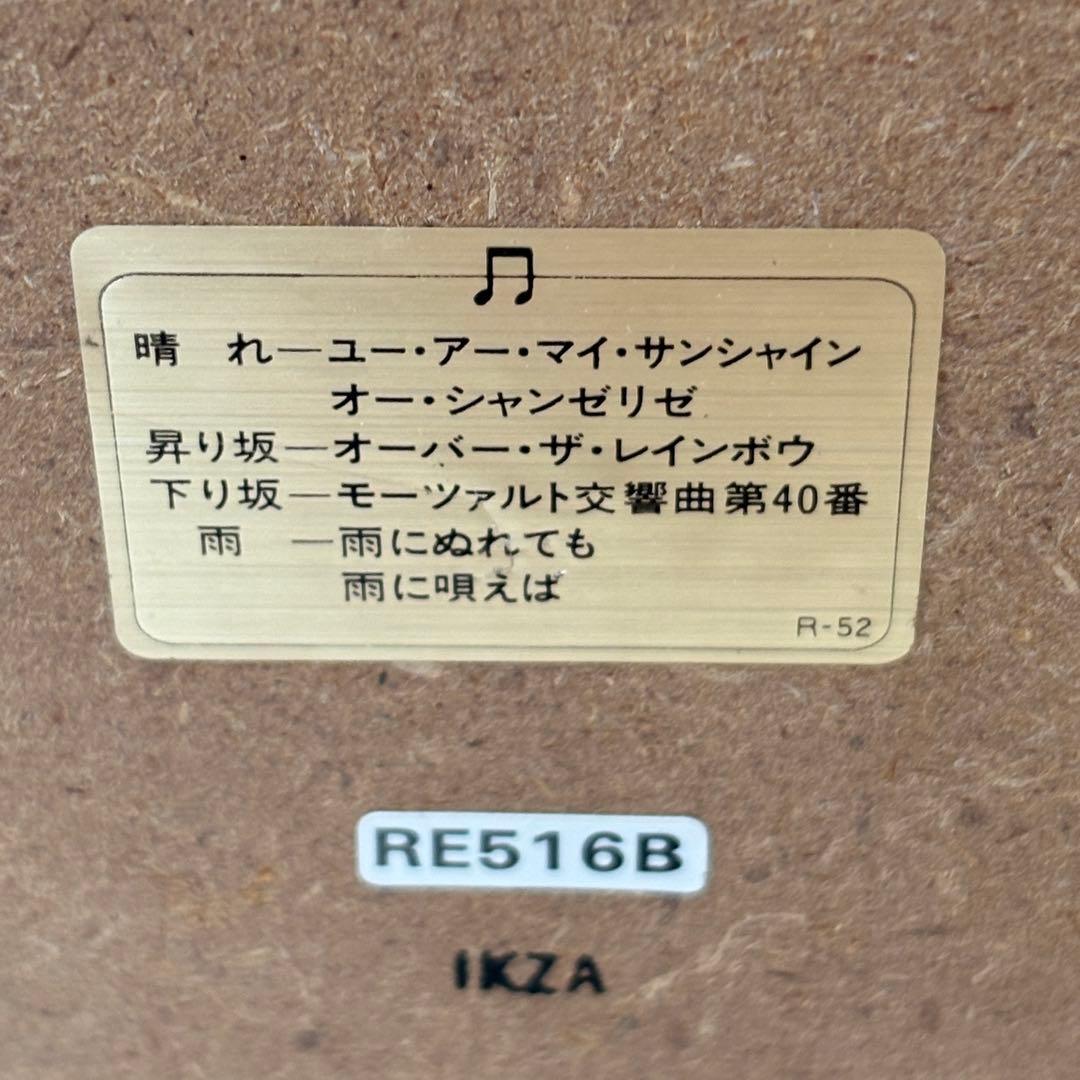 晴　れ―ユー・アー・マイ・サンシャイン
オー・シャンゼリゼ
昇り坂―オーバー・ザ・レインボウ
下り坂―モーツァルト交響曲第40番
雨　―雨にぬれても
雨に唄えば
R-52
RE516B
IKZA